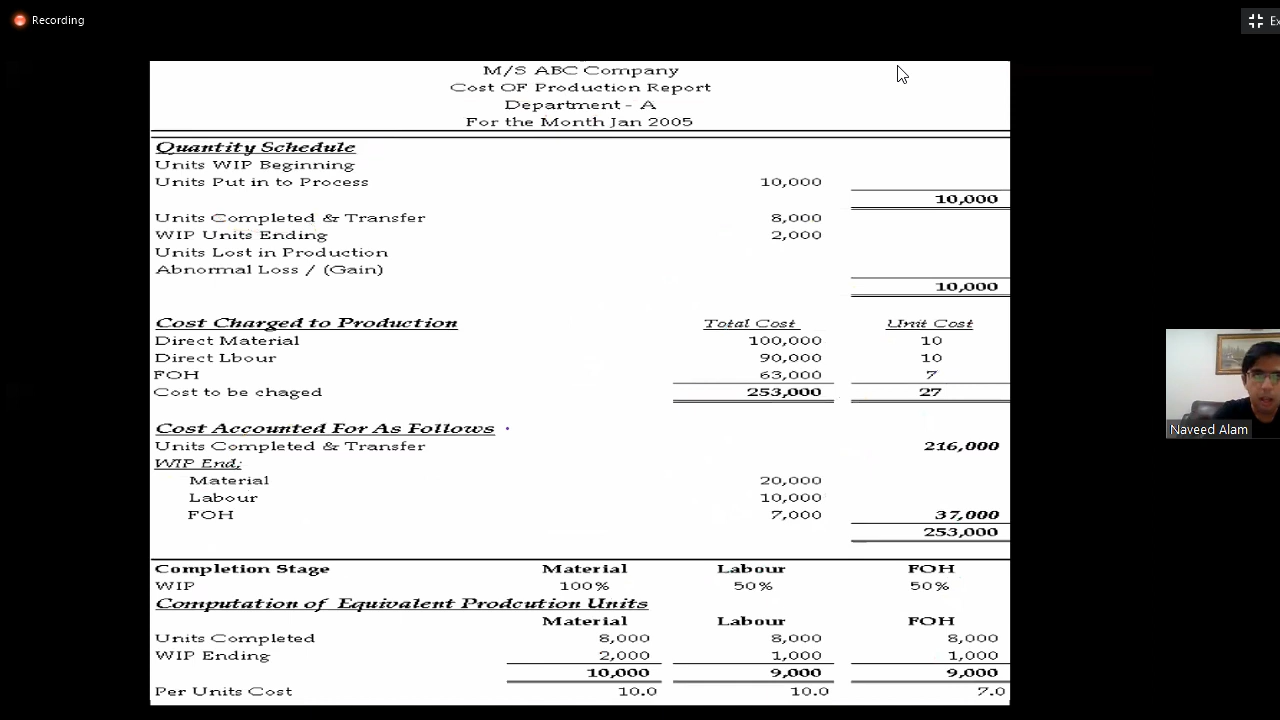 Recording
Ex
M/S ABC Company
Cost OF Production Report
Department - A
For the Month Jan 2005
Quantity Schedule
Units WIP Beginning
Units Put in to Process 10,000
10,000
Units Completed & Transfer 8,000
WIP Units Ending 2,000
Units Lost in Production
Abnormal Loss / (Gain)
10,000
Cost Charged to Production Total Cost Unit Cost
Direct Material 100,000 10
Direct Lbour 90,000 10
FOH 63,000 7
Cost to be chaged 253,000 27
Cost Accounted For As Follows
Units Completed & Transfer 216,000
WIP End;
Material 20,000
Labour 10,000
FOH 7,000 37,000
253,000
Completion Stage Material Labour FOH
WIP 100% 50% 50%
Computation of Equivalent Prodcution Units
Material Labour FOH
Units Completed 8,000 8,000 8,000
WIP Ending 2,000 1,000 1,000
10,000 9,000 9,000
Per Units Cost 10.0 10.0 7.0
Naveed Alam